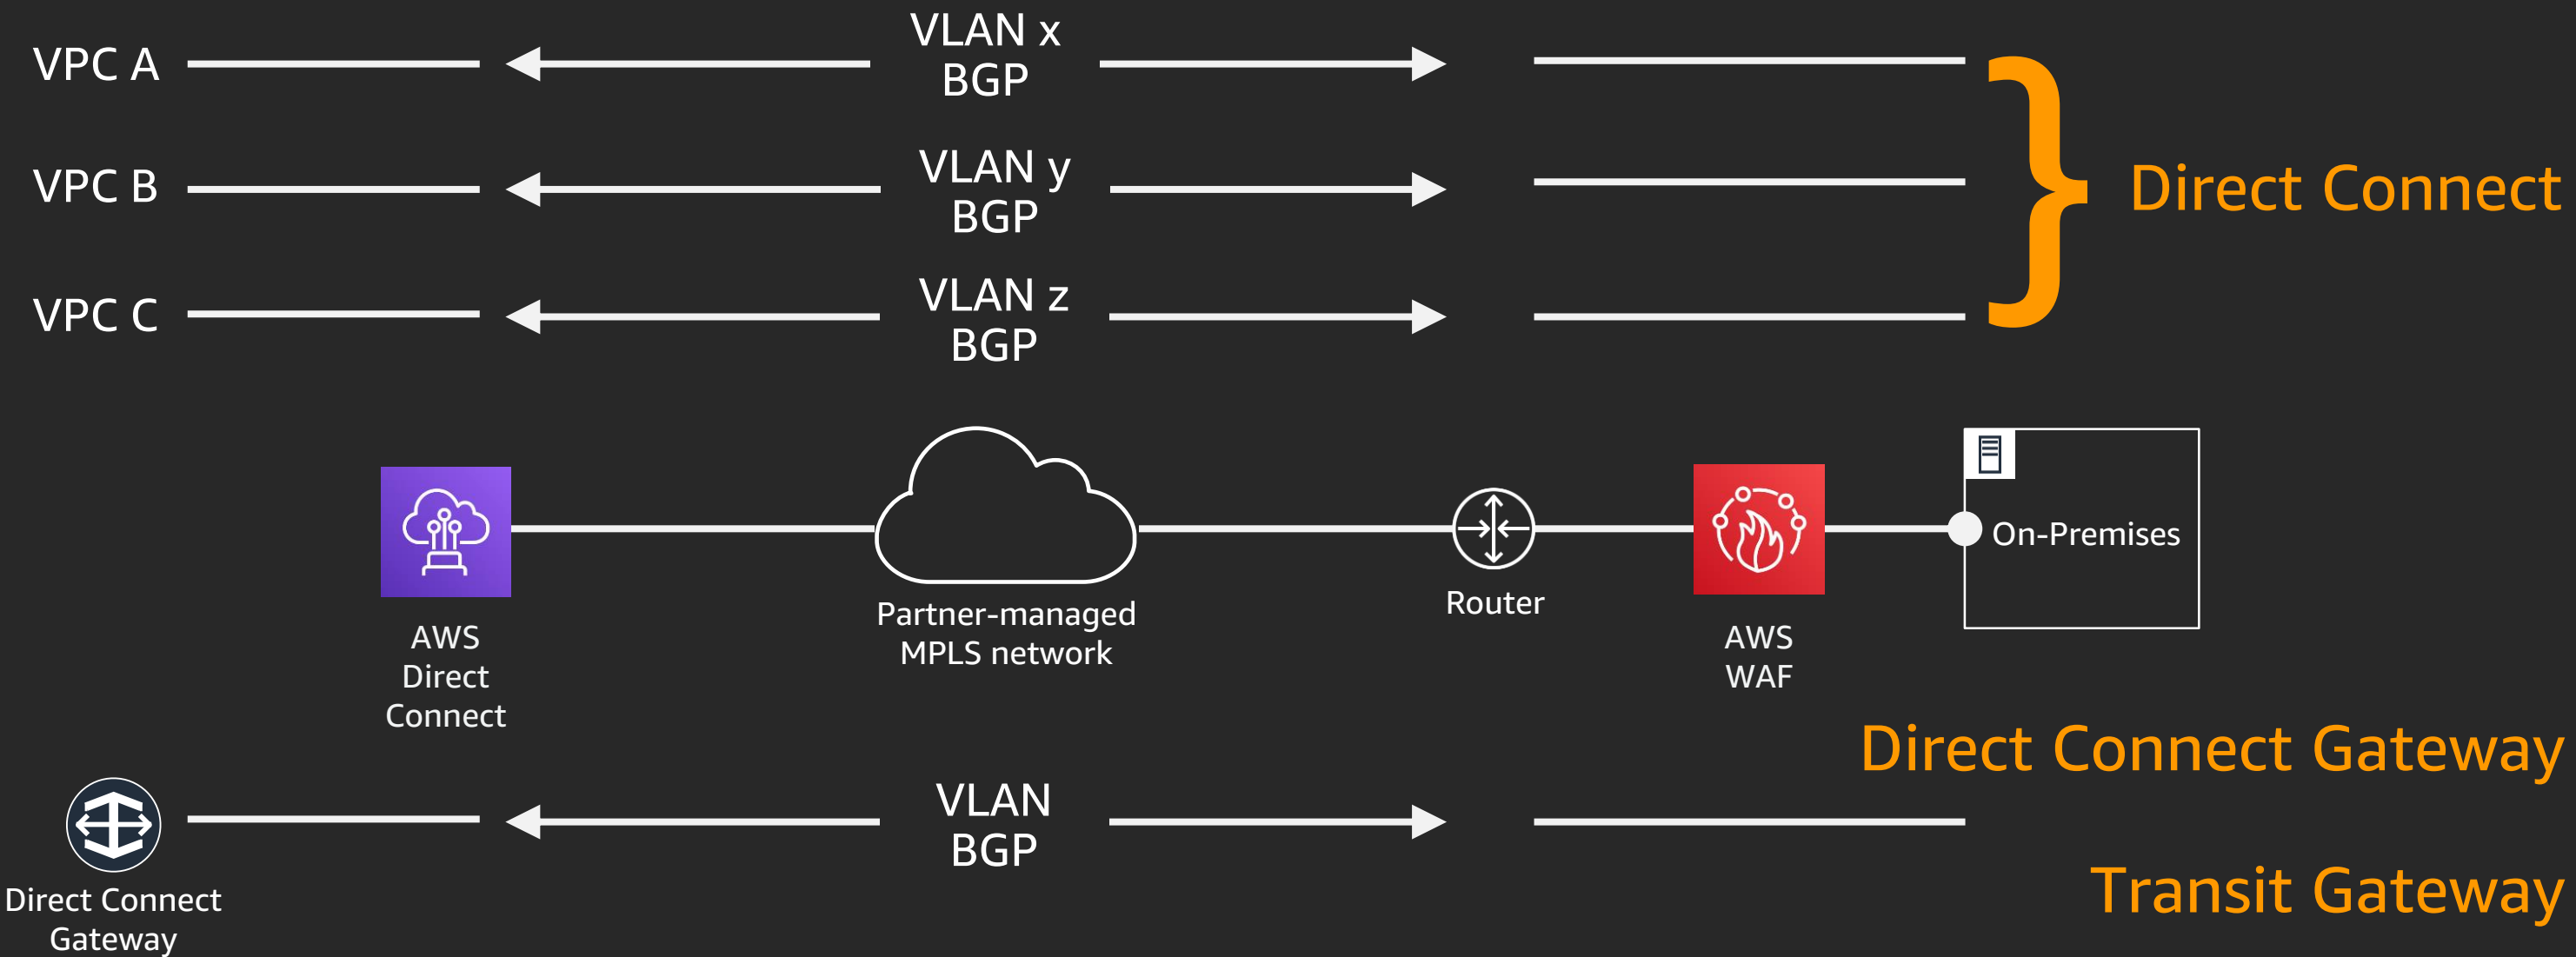 VPC A
VLAN x
BGP
VPC B
VLAN y
BGP
Direct Connect
VPC C
VLAN z
BGP
AWS
Direct
Connect
Partner-managed
MPLS network
Router
AWS
WAF
On-Premises
Direct Connect Gateway
VLAN
BGP
Direct Connect
Gateway
Transit Gateway